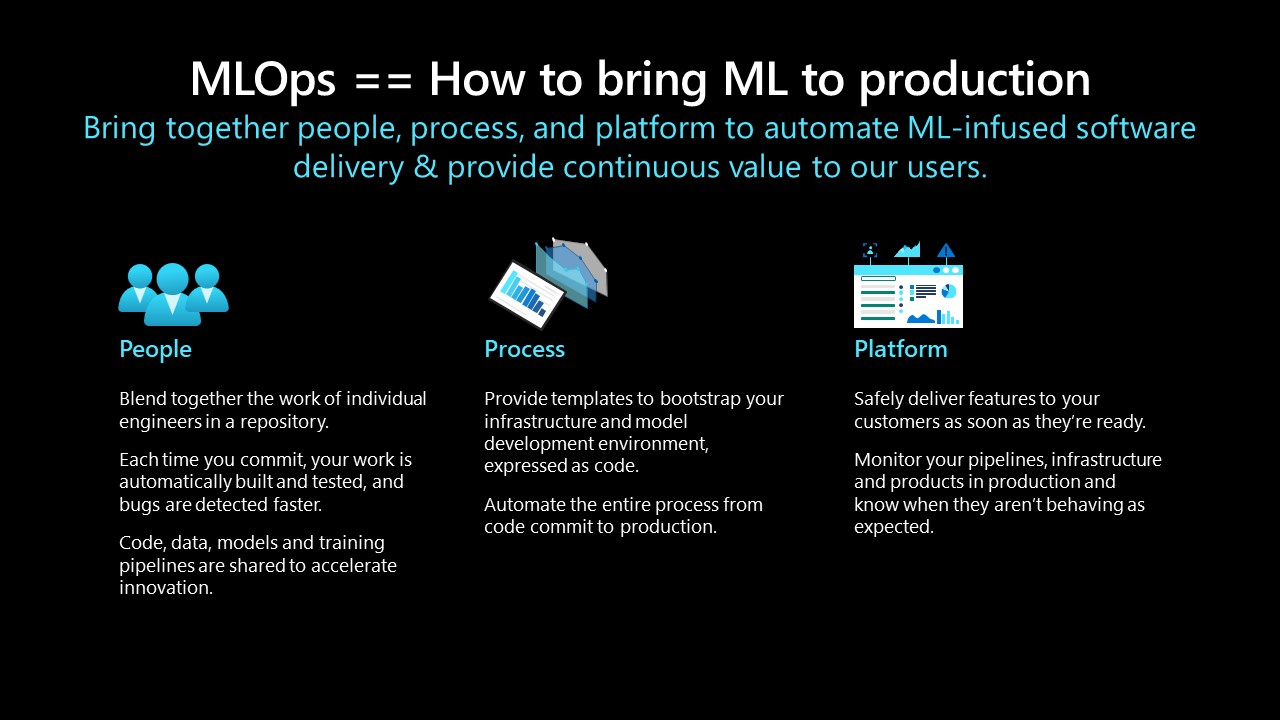 MLOps == How to bring ML to production
Bring together people, process, and platform to automate ML-infused software
delivery & provide continuous value to our users.
People
Blend together the work of individual
engineers in a repository.
Each time you commit, your work is
automatically built and tested, and
bugs are detected faster.
Code, data, models and training
pipelines are shared to accelerate
innovation.
Process
Provide templates to bootstrap your
infrastructure and model
development environment,
expressed as code.
Automate the entire process from
code commit to production.
Platform
Safely deliver features to your
customers as soon as they’re ready.
Monitor your pipelines, infrastructure
and products in production and
know when they aren’t behaving as
expected.